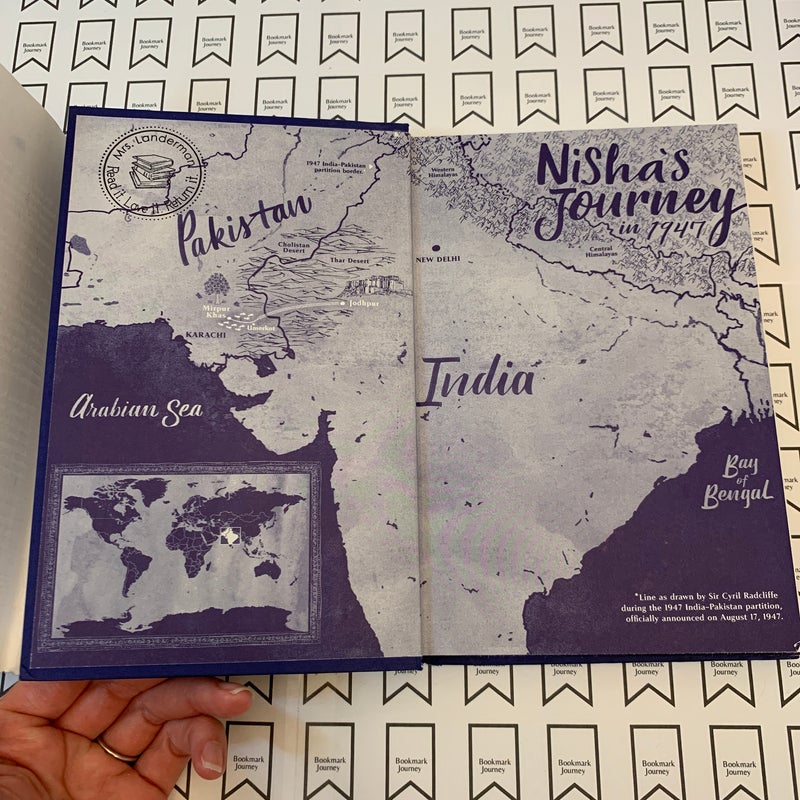 Bookmark
Journey
Mrs. Landerman
Read it, Love it, Return it
1947 India-Pakistan
partition border.
Pakistan
Cholistan
Desert
Thar Desert
Mirpur
Khas
Umerkot
Jodhpur
KARACHI
Arabian Sea
Western
Himalayas
Nisha's
Journey
in 1947
Central
Himalayas
NEW DELHI
India
Bay
of
Bengal
*Line as drawn by Sir Cyril Radcliffe
during the 1947 India-Pakistan partition,
officially announced on August 17, 1947.
Bookmark
Journey